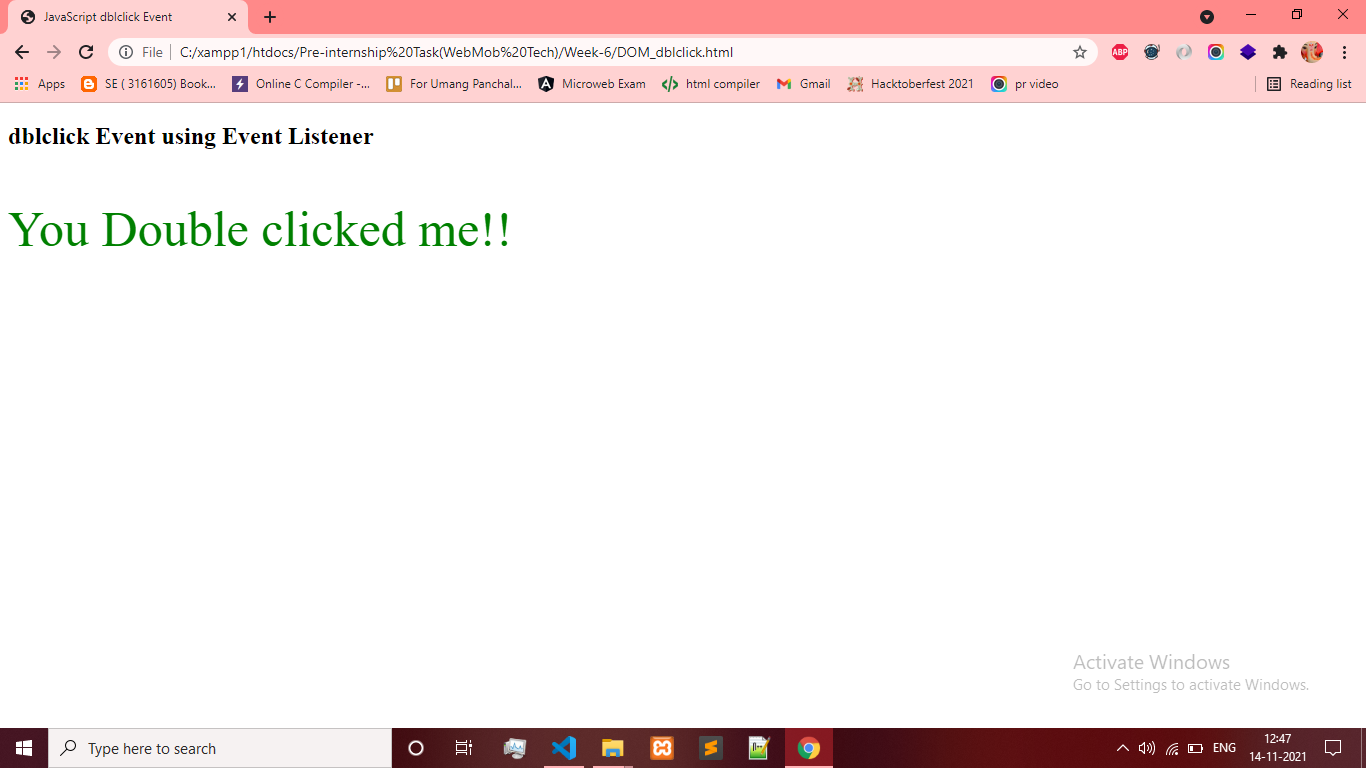 JavaScript dblclick Event
File
C:/xampp1/htdocs/Pre-internship%20Task(WebMob%20Tech)/Week-6/DOM_dblclick.html
ABP
Apps
SE ( 3161605) Book...
Online C Compiler -...
For Umang Panchal...
Microweb Exam
html compiler
Gmail
Hacktoberfest 2021
pr video
Reading list
dblclick Event using Event Listener
You Double clicked me!!
Activate Windows
Go to Settings to activate Windows.
Type here to search
ENG
12:47
14-11-2021